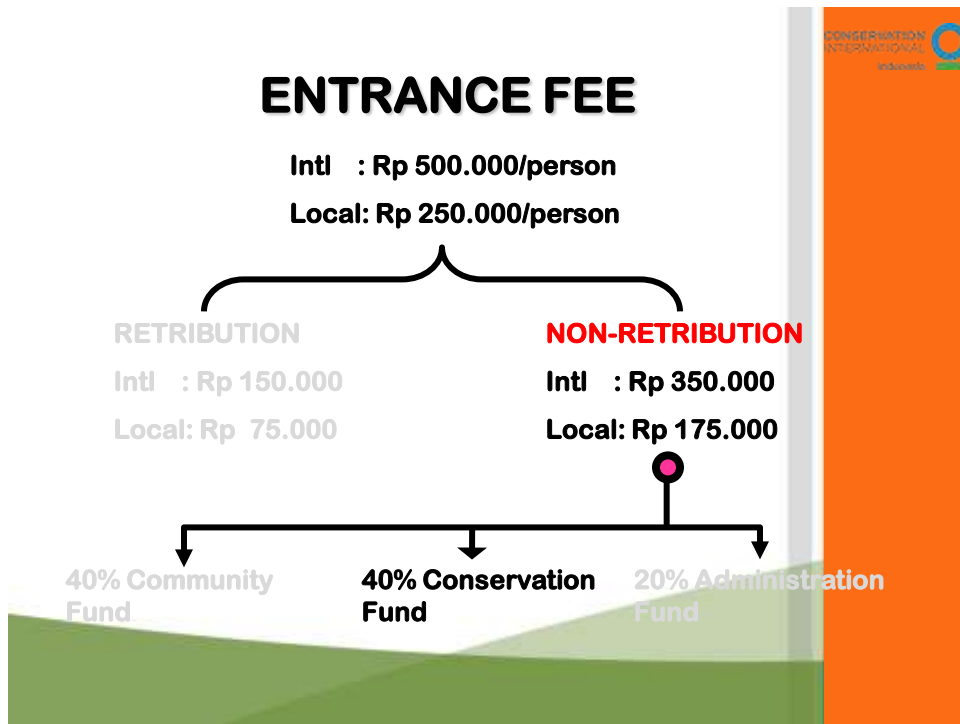 CONSERVATION
INTERNATIONAL
Indonesia
ENTRANCE FEE
Intl : Rp 500.000/person
Local: Rp 250.000/person
RETRIBUTION
Intl : Rp 150.000
Local: Rp 75.000
NON-RETRIBUTION
Intl : Rp 350.000
Local: Rp 175.000
40% Community
Fund
40% Conservation
Fund
20% Administration
Fund